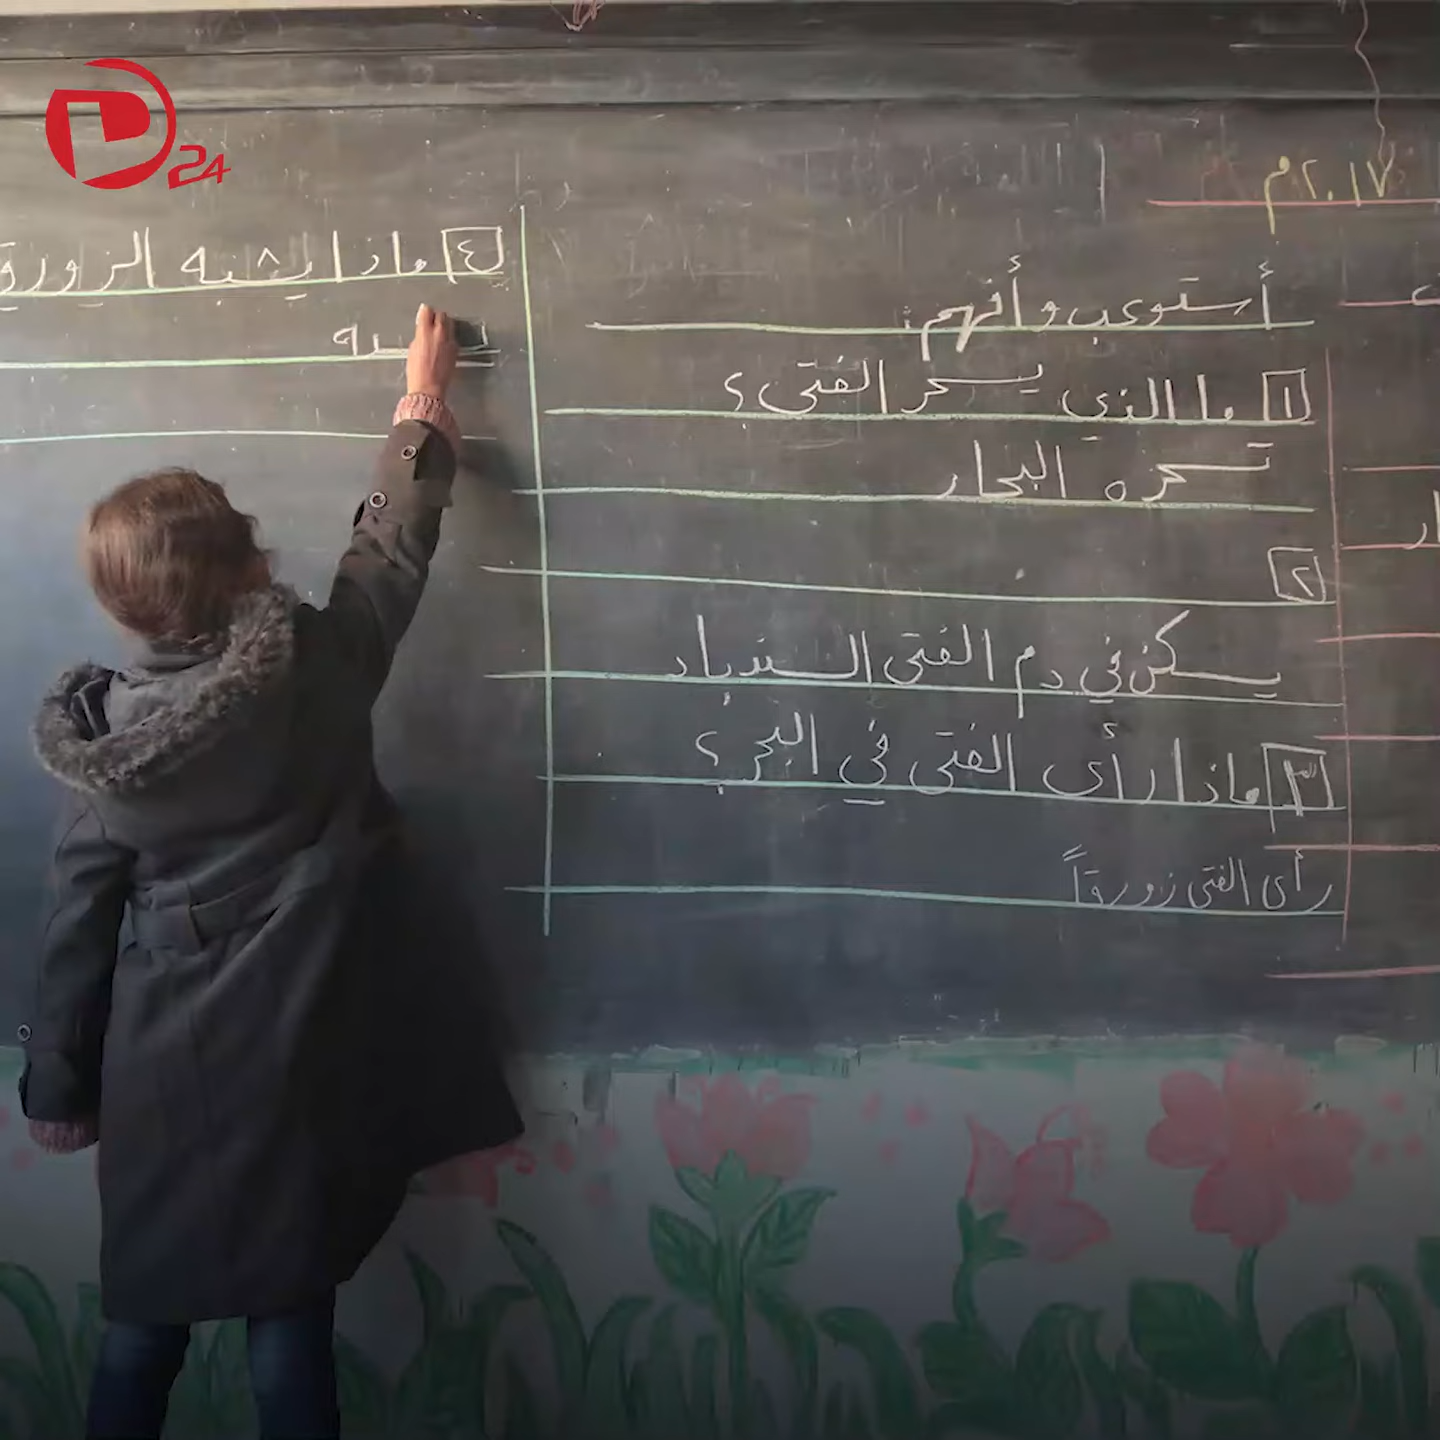 24
٢٠١٧م
أستوعب وأفهم:
١ ما الذي يسحر الفتى؟
تسحره البحار
٢
يسكن في دم الفتى السندباد
٣ ماذا رأى الفتى في البحر؟
رأى الفتى زورقاً
٤ ماذا يشبه الزورق